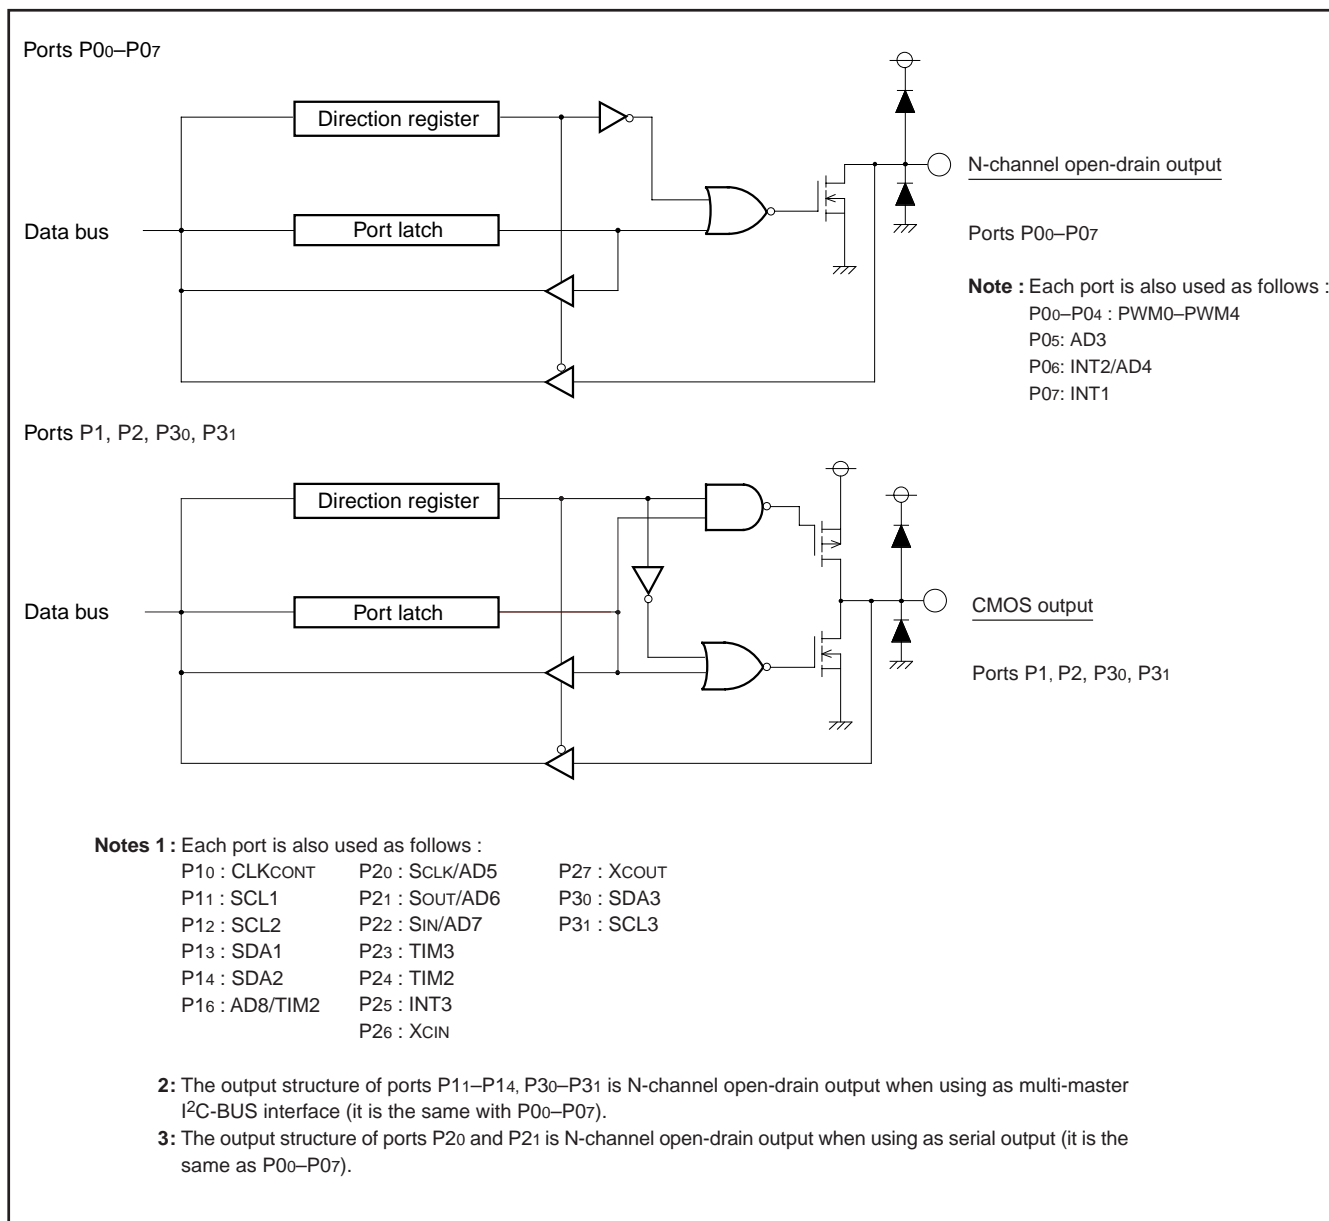 Ports P00–P07
Direction register
N-channel open-drain output
Data bus
Port latch
Ports P00–P07
Note : Each port is also used as follows :
P00–P04 : PWM0–PWM4
P05: AD3
P06: INT2/AD4
P07: INT1
Ports P1, P2, P30, P31
Direction register
Data bus
Port latch
CMOS output
Ports P1, P2, P30, P31
Notes 1 : Each port is also used as follows :
P10 : CLKCONT P20 : SCLK/AD5 P27 : XCOUT
P11 : SCL1 P21 : SOUT/AD6 P30 : SDA3
P12 : SCL2 P22 : SIN/AD7 P31 : SCL3
P13 : SDA1 P23 : TIM3
P14 : SDA2 P24 : TIM2
P16 : AD8/TIM2 P25 : INT3
P26 : XCIN
2: The output structure of ports P11–P14, P30–P31 is N-channel open-drain output when using as multi-master
I2C-BUS interface (it is the same with P00–P07).
3: The output structure of ports P20 and P21 is N-channel open-drain output when using as serial output (it is the
same as P00–P07).